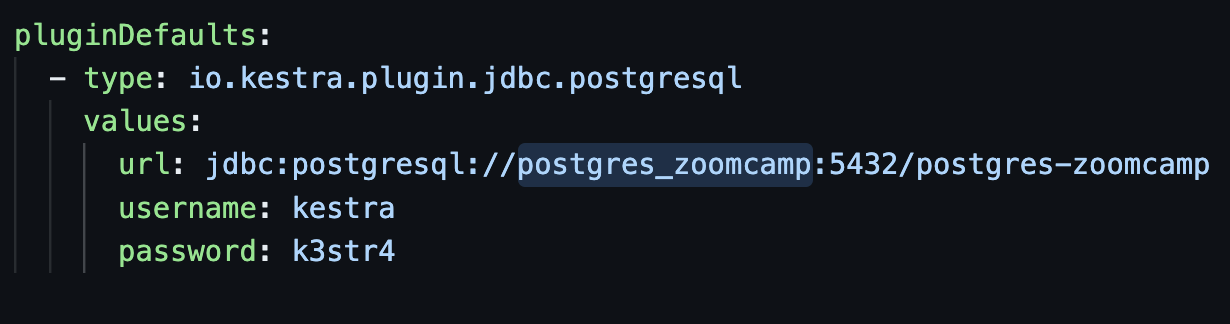 pluginDefaults:
  - type: io.kestra.plugin.jdbc.postgresql
    values:
      url: jdbc:postgresql://postgres_zoomcamp:5432/postgres-zoomcamp
      username: kestra
      password: k3str4